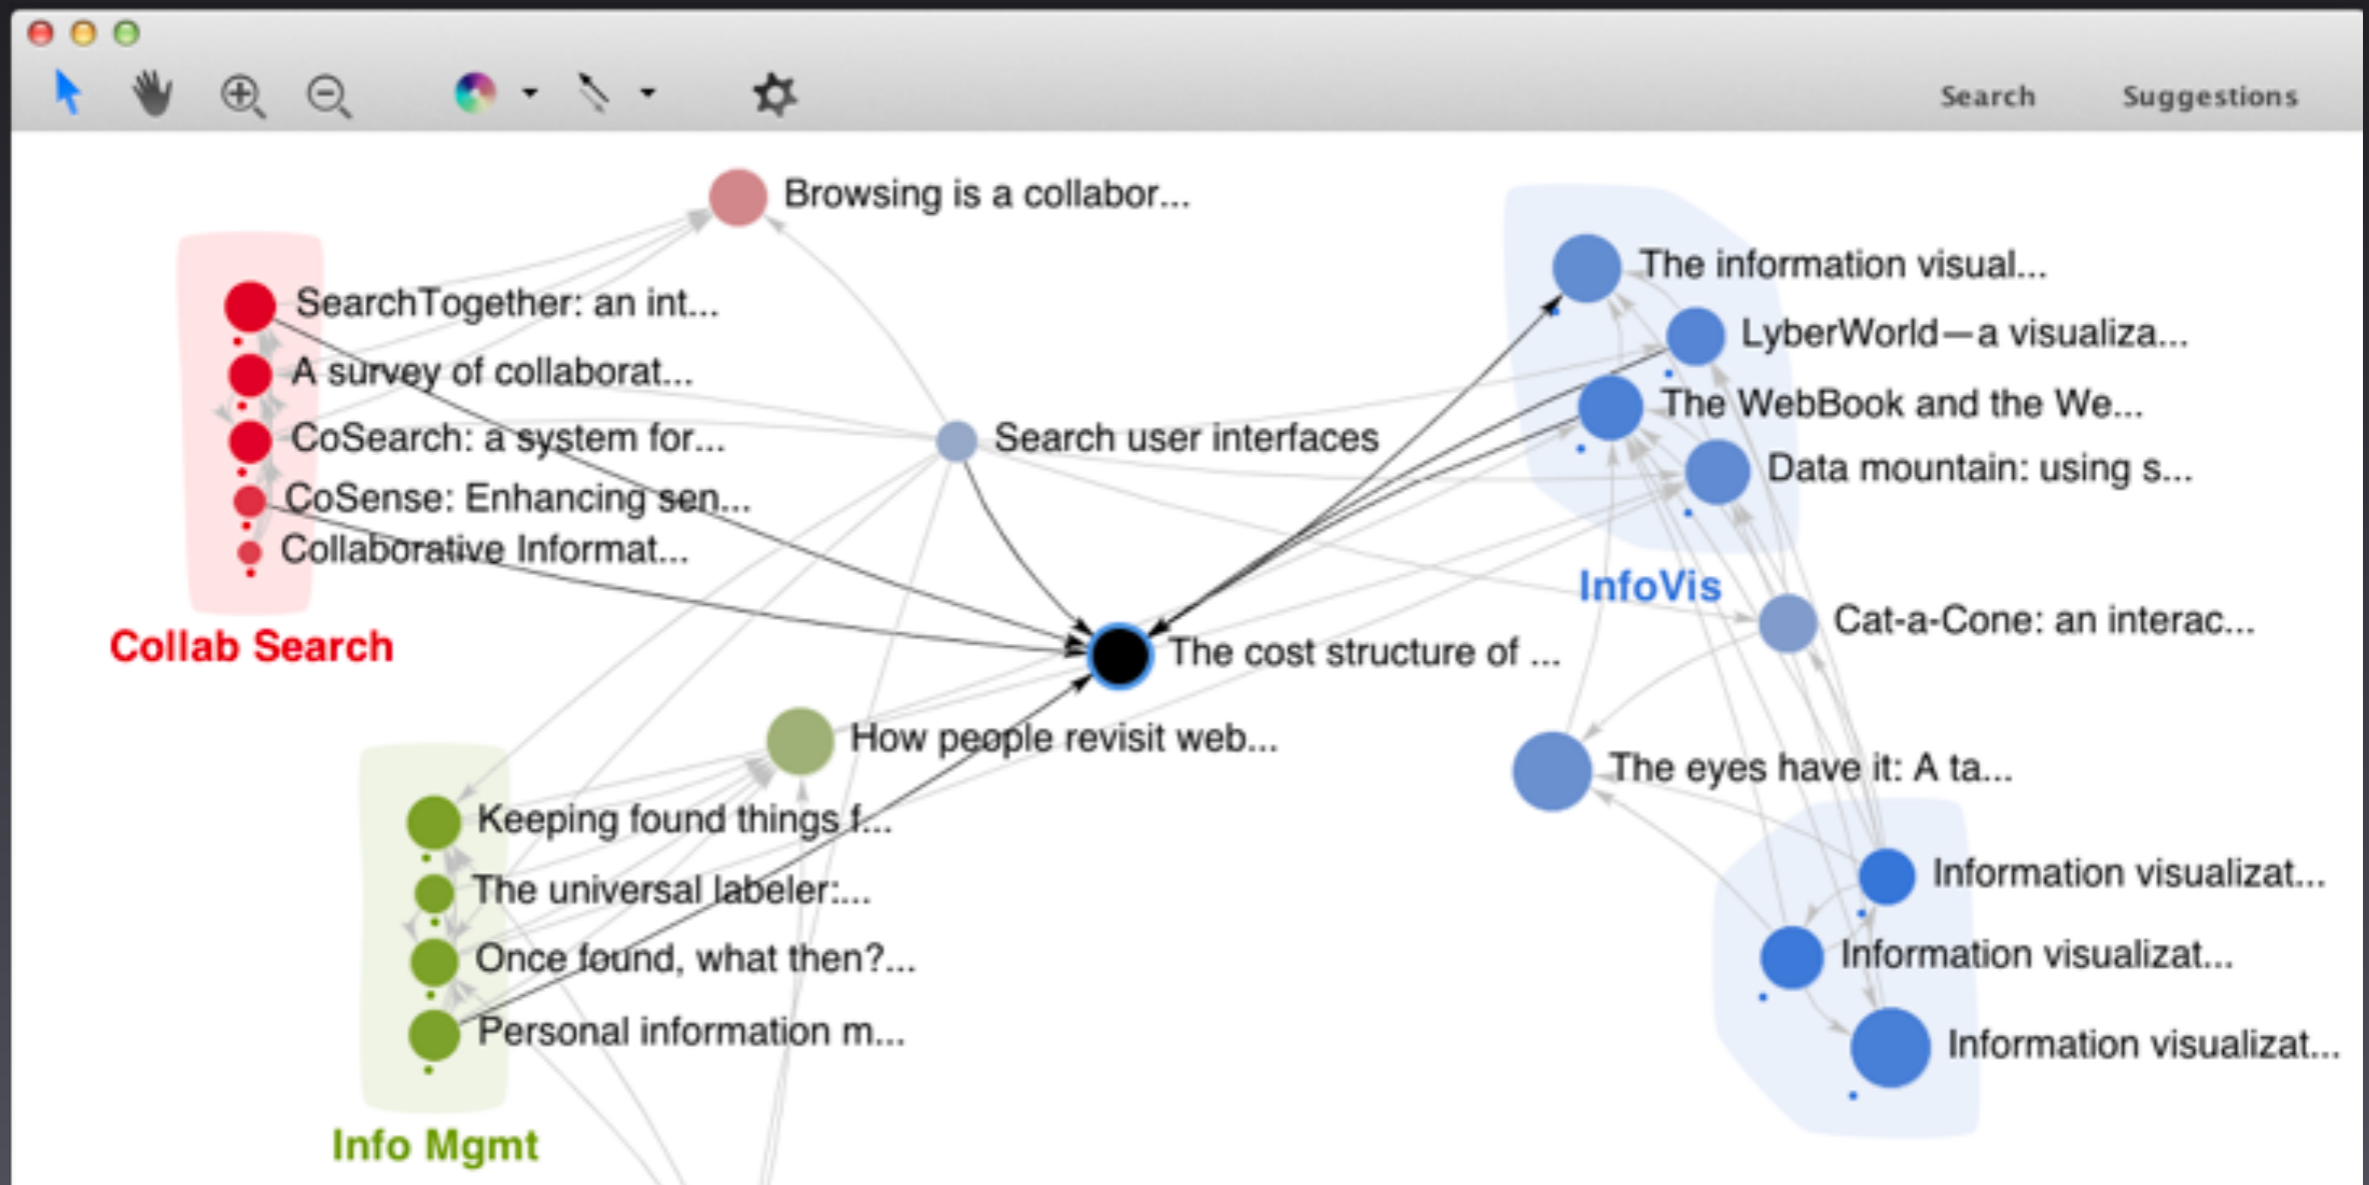 Search Suggestions
Browsing is a collabor...
The information visual...
SearchTogether: an int...
LyberWorld—a visualiza...
A survey of collaborat...
The WebBook and the We...
CoSearch: a system for...
Search user interfaces
Data mountain: using s...
CoSense: Enhancing sen...
Collaborative Informat...
InfoVis
Cat-a-Cone: an interac...
Collab Search
The cost structure of ...
How people revisit web...
The eyes have it: A ta...
Keeping found things f...
Information visualizat...
The universal labeler:...
Once found, what then?...
Information visualizat...
Personal information m...
Information visualizat...
Info Mgmt